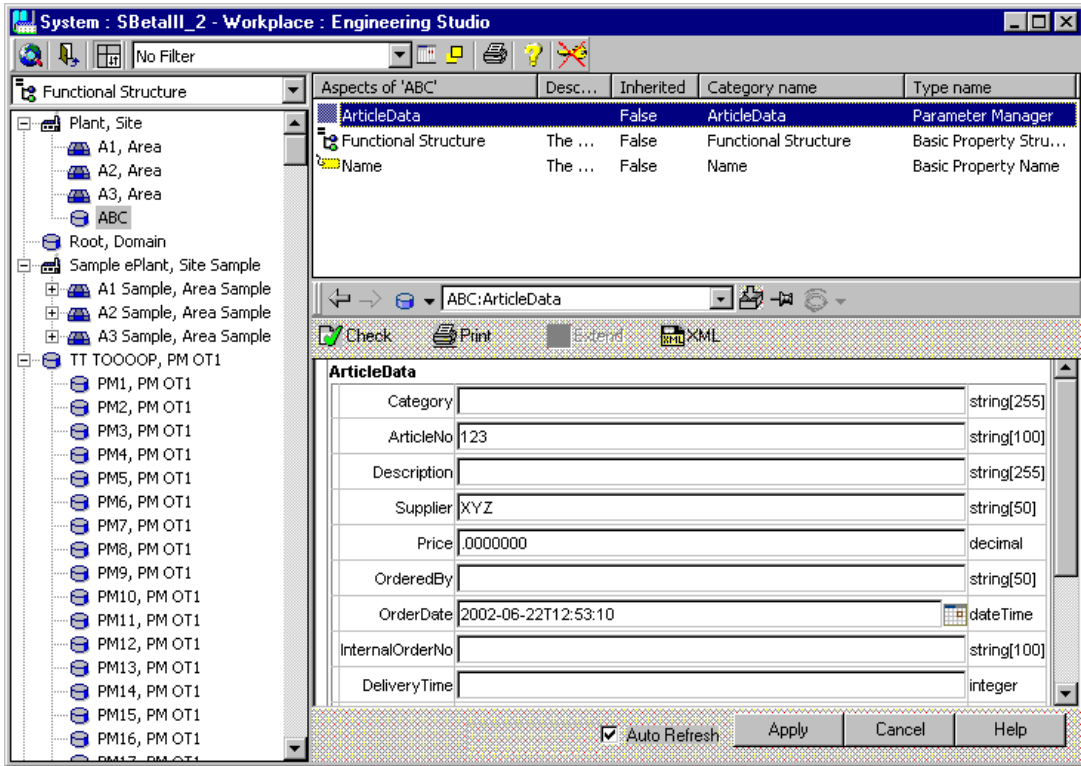 System : SBetaIII_2 - Workplace : Engineering Studio
No Filter
Functional Structure
Plant, Site
A1, Area
A2, Area
A3, Area
ABC
Root, Domain
Sample ePlant, Site Sample
A1 Sample, Area Sample
A2 Sample, Area Sample
A3 Sample, Area Sample
TT TOOOOP, PM OT1
PM1, PM OT1
PM2, PM OT1
PM3, PM OT1
PM4, PM OT1
PM5, PM OT1
PM6, PM OT1
PM7, PM OT1
PM8, PM OT1
PM9, PM OT1
PM10, PM OT1
PM11, PM OT1
PM12, PM OT1
PM13, PM OT1
PM14, PM OT1
PM15, PM OT1
PM16, PM OT1
PM17, PM OT1
Aspects of 'ABC' Desc... Inherited Category name Type name
ArticleData False ArticleData Parameter Manager
Functional Structure The ... False Functional Structure Basic Property Stru...
Name The ... False Name Basic Property Name
ABC:ArticleData
Check Print Extend XML
ArticleData
Category string[255]
ArticleNo 123 string[100]
Description string[255]
Supplier XYZ string[50]
Price .0000000 decimal
OrderedBy string[50]
OrderDate 2002-06-22T12:53:10 dateTime
InternalOrderNo string[100]
DeliveryTime integer
Auto Refresh Apply Cancel Help